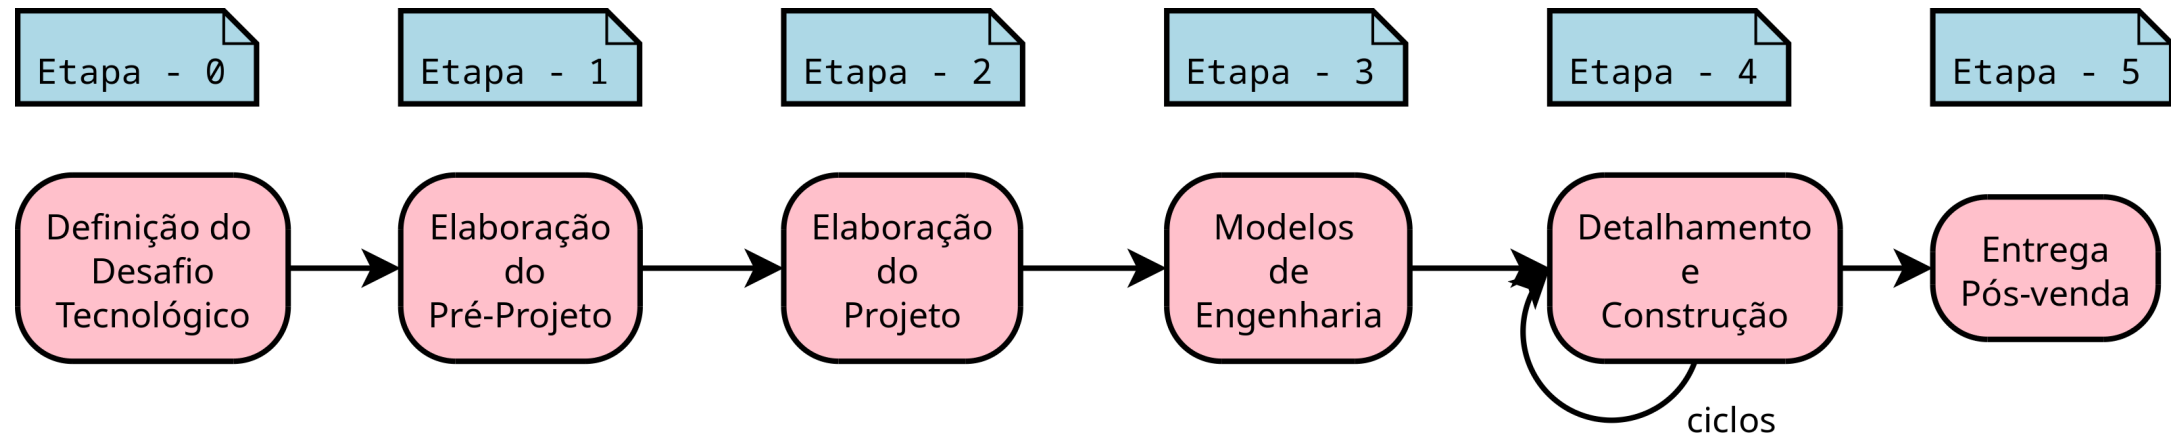 Etapa - 0
Etapa - 1
Etapa - 2
Etapa - 3
Etapa - 4
Etapa - 5
Definição do
Desafio
Tecnológico
Elaboração
do
Pré-Projeto
Elaboração
do
Projeto
Modelos
de
Engenharia
Detalhamento
e
Construção
Entrega
Pós-venda
ciclos